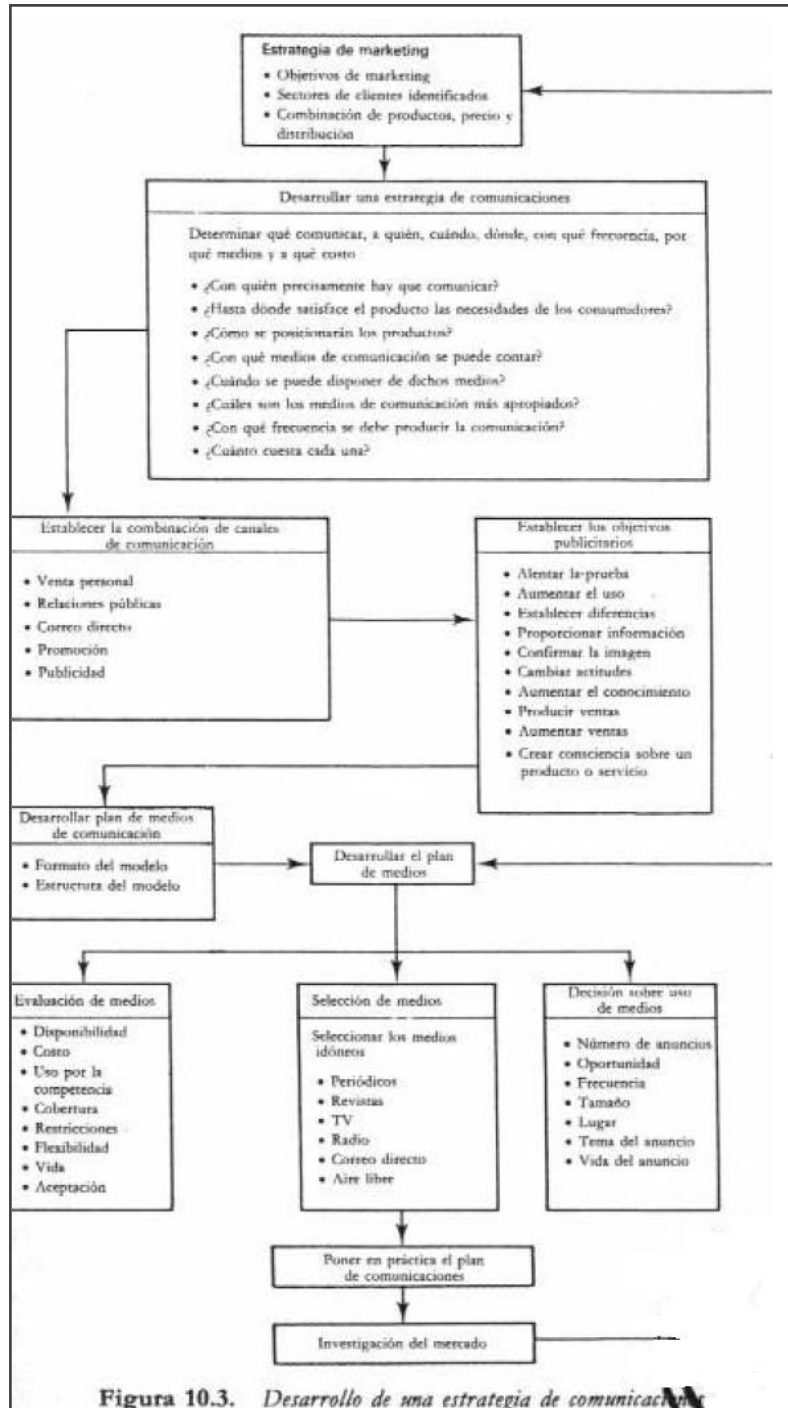 Estrategia de marketing
• Objetivos de marketing
• Sectores de clientes identificados
• Combinación de productos, precio y
distribución
Desarrollar una estrategia de comunicaciones
Determinar qué comunicar, a quién, cuándo, dónde, con qué frecuencia, por
qué medios y a qué costo
• ¿Con quién precisamente hay que comunicar?
• ¿Hasta dónde satisface el producto las necesidades de los consumidores?
• ¿Cómo se posicionarán los productos?
• ¿Con qué medios de comunicación se puede contar?
• ¿Cuándo se puede disponer de dichos medios?
• ¿Cuáles son los medios de comunicación más apropiados?
• ¿Con qué frecuencia se debe producir la comunicación?
• ¿Cuánto cuesta cada una?
Establecer la combinación de canales
de comunicación
• Venta personal
• Relaciones públicas
• Correo directo
• Promoción
• Publicidad
Establecer los objetivos
publicitarios
• Alentar la-prueba
• Aumentar el uso
• Establecer diferencias
• Proporcionar información
• Confirmar la imagen
• Cambiar actitudes
• Aumentar el conocimiento
• Producir ventas
• Aumentar ventas
• Crear consciencia sobre un
producto o servicio
Desarrollar plan de medios
de comunicación
• Formato del modelo
• Estructura del modelo
Desarrollar el plan
de medios
Evaluación de medios
• Disponibilidad
• Costo
• Uso por la
competencia
• Cobertura
• Restricciones
• Flexibilidad
• Vida
• Aceptación
Selección de medios
Seleccionar los medios
idóneos
• Periódicos
• Revistas
• TV
• Radio
• Correo directo
• Aire libre
Decisión sobre uso
de medios
• Número de anuncios
• Oportunidad
• Frecuencia
• Tamaño
• Lugar
• Tema del anuncio
• Vida del anuncio
Poner en práctica el plan
de comunicaciones
Investigación del mercado
Figura 10.3. Desarrollo de una estrategia de